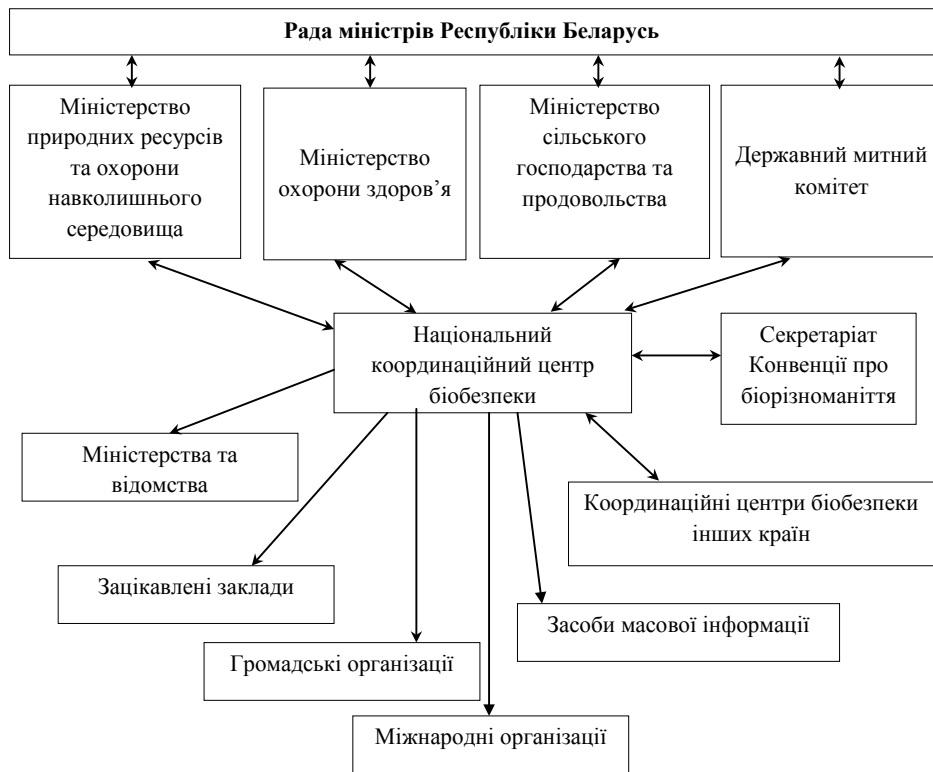 Рада міністрів Республіки Беларусь
Міністерство
природних ресурсів
та охорони
навколишнього
середовища
Міністерство
охорони здоров’я
Міністерство
сільського
господарства та
продовольства
Державний митний
комітет
Національний
координаційний центр
біобезпеки
Секретаріат
Конвенції про
біорізноманіття
Міністерства та
відомства
Координаційні центри біобезпеки
інших країн
Зацікавлені заклади
Засоби масової інформації
Громадські організації
Міжнародні організації